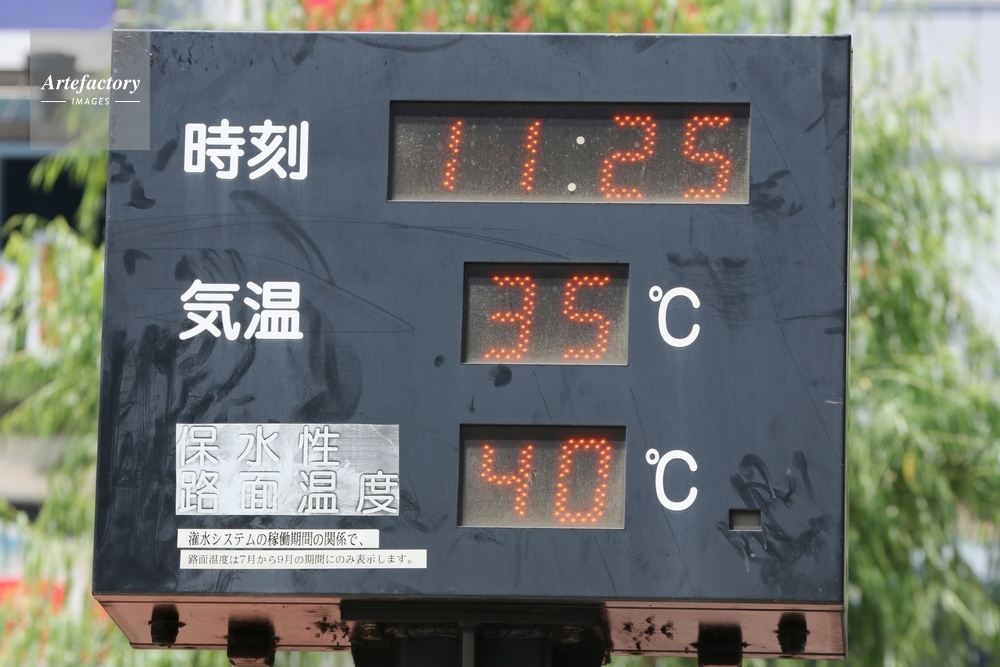 Artefactory
IMAGES
時刻 11:25
気温 35 ℃
保水性
路面温度 40 ℃
潅水システムの稼働期間の関係で、
路面温度は7月から9月の期間にのみ表示します。